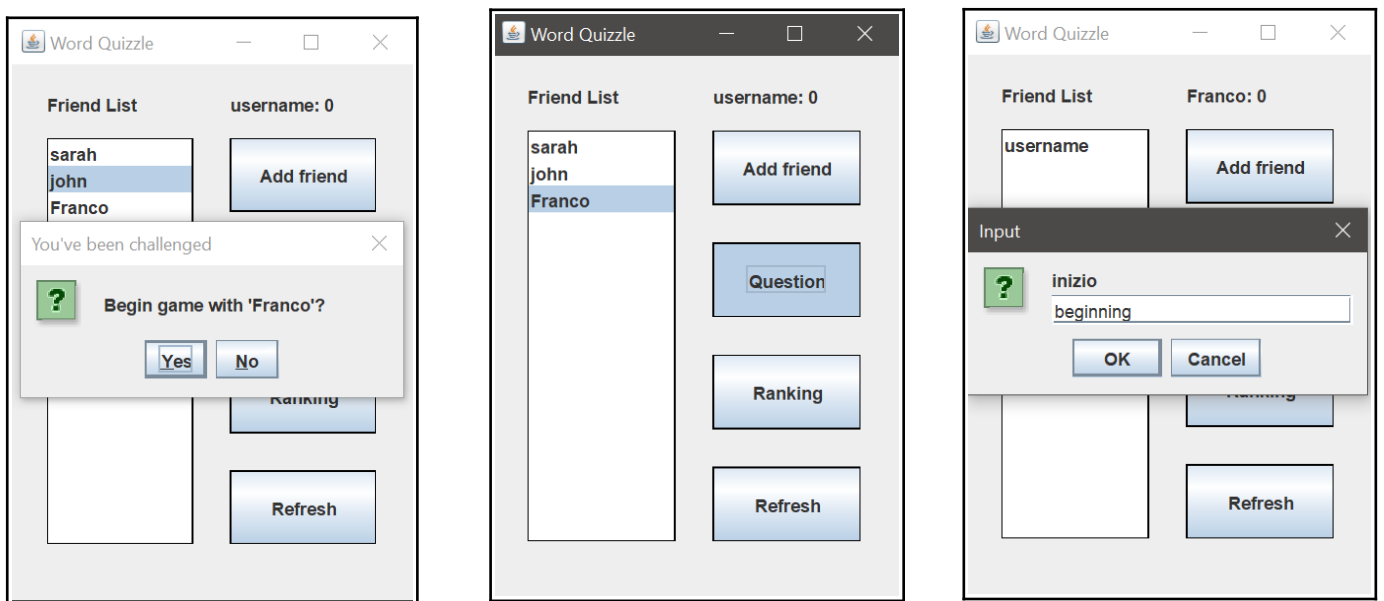 Word Quizzle
Friend List
username: 0
sarah
john
Franco
Add friend
You've been challenged
Begin game with 'Franco'?
Yes
No
Ranking
Refresh
Word Quizzle
Friend List
username: 0
sarah
john
Franco
Add friend
Question
Ranking
Refresh
Word Quizzle
Friend List
Franco: 0
username
Add friend
Input
inizio
beginning
OK
Cancel
Ranking
Refresh